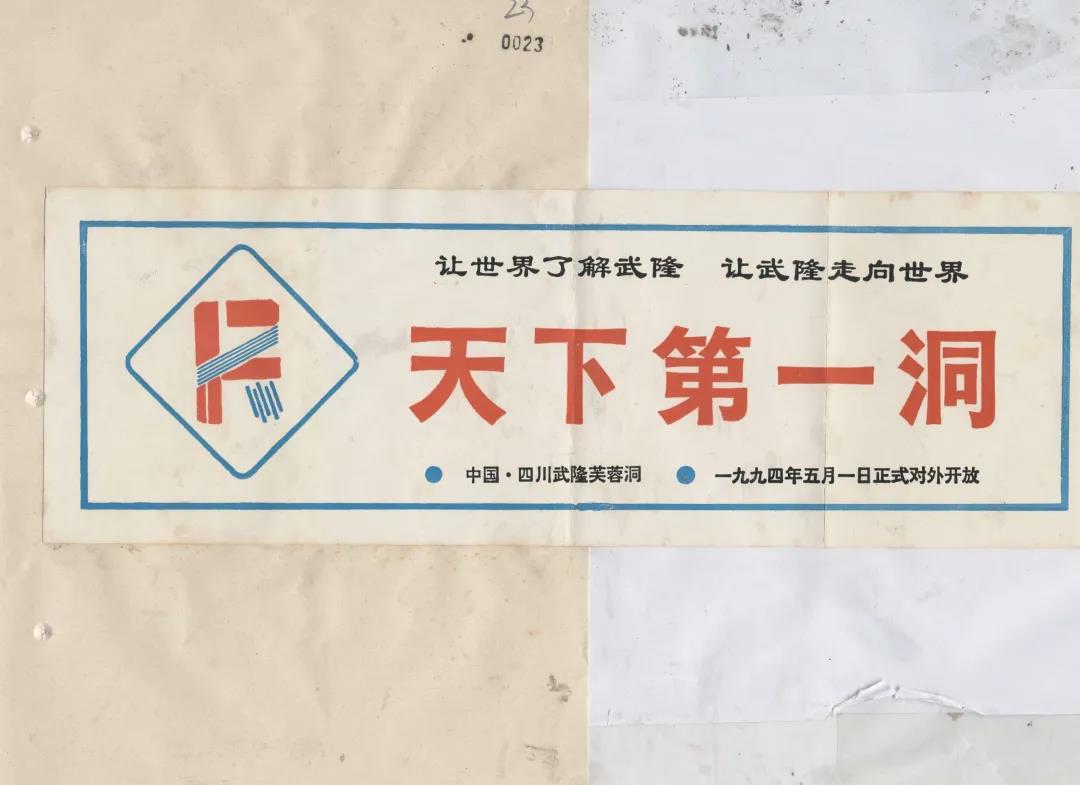 23
0023
让世界了解武隆 让武隆走向世界
天下第一洞
中国·四川武隆芙蓉洞 一九九四年五月一日正式对外开放